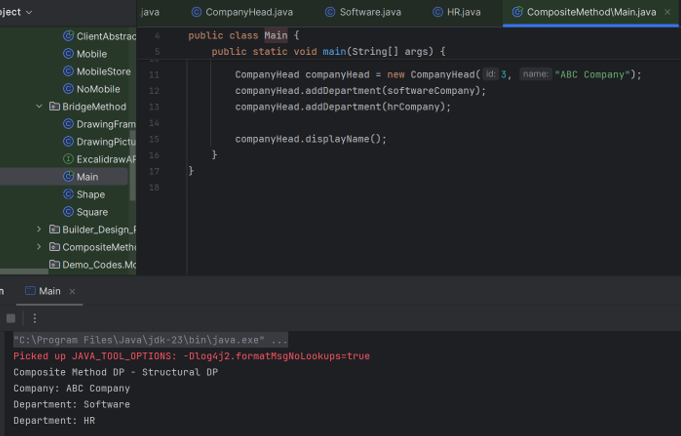 oject
.java
CompanyHead.java
Software.java
HR.java
CompositeMethod\Main.java
ClientAbstrac
Mobile
MobileStore
NoMobile
BridgeMethod
DrawingFram
DrawingPictu
ExcalidrawAP
Main
Shape
Square
Builder_Design_P
CompositeMetho
Demo_Codes.Mo
4 public class Main {
5 public static void main(String[] args) {
11 CompanyHead companyHead = new CompanyHead( id: 3, name: "ABC Company");
12 companyHead.addDepartment(softwareCompany);
13 companyHead.addDepartment(hrCompany);
14
15 companyHead.displayName();
16 }
17 }
18
n
Main
"C:\Program Files\Java\jdk-23\bin\java.exe" ...
Picked up JAVA_TOOL_OPTIONS: -Dlog4j2.formatMsgNoLookups=true
Composite Method DP - Structural DP
Company: ABC Company
Department: Software
Department: HR